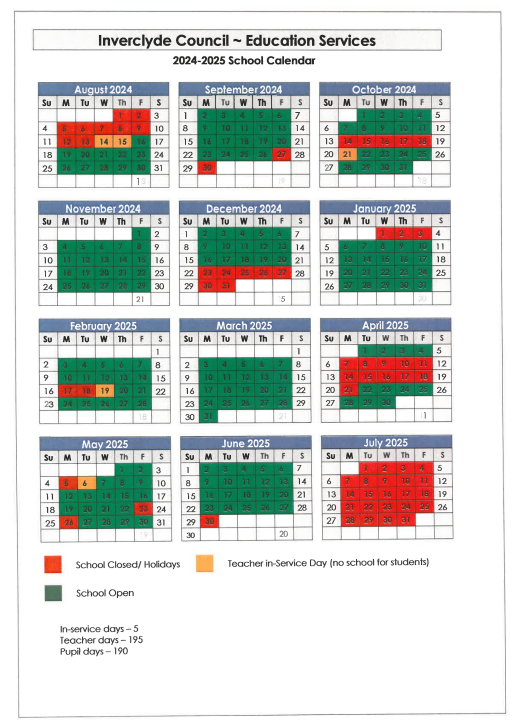 Inverclyde Council ~ Education Services
2024-2025 School Calendar
August 2024
Su M Tu W Th F S
1 2 3
4 5 6 7 8 9 10
11 12 13 14 15 16 17
18 19 20 21 22 23 24
25 26 27 28 29 30 31
13
September 2024
Su M Tu W Th F S
1 2 3 4 5 6 7
8 9 10 11 12 13 14
15 16 17 18 19 20 21
22 23 24 25 26 27 28
29 30
October 2024
Su M Tu W Th F S
1 2 3 4 5
6 7 8 9 10 11 12
13 14 15 16 17 18 19
20 21 22 23 24 25 26
27 28 29 30 31
November 2024
Su M Tu W Th F S
1 2
3 4 5 6 7 8 9
10 11 12 13 14 15 16
17 18 19 20 21 22 23
24 25 26 27 28 29 30
21
December 2024
Su M Tu W Th F S
1 2 3 4 5 6 7
8 9 10 11 12 13 14
15 16 17 18 19 20 21
22 23 24 25 26 27 28
29 30 31
January 2025
Su M Tu W Th F S
1 2 3 4
5 6 7 8 9 10 11
12 13 14 15 16 17 18
19 20 21 22 23 24 25
26 27 28 29 30 31
February 2025
Su M Tu W Th F S
1
2 3 4 5 6 7 8
9 10 11 12 13 14 15
16 17 18 19 20 21 22
23 24 25 26 27 28
March 2025
Su M Tu W Th F S
1
2 3 4 5 6 7 8
9 10 11 12 13 14 15
16 17 18 19 20 21 22
23 24 25 26 27 28 29
30 31
April 2025
Su M Tu W Th F S
1 2 3 4 5
6 7 8 9 10 11 12
13 14 15 16 17 18 19
20 21 22 23 24 25 26
27 28 29 30
May 2025
Su M Tu W Th F S
1 2 3
4 5 6 7 8 9 10
11 12 13 14 15 16 17
18 19 20 21 22 23 24
25 26 27 28 29 30 31
June 2025
Su M Tu W Th F S
1 2 3 4 5 6 7
8 9 10 11 12 13 14
15 16 17 18 19 20 21
22 23 24 25 26 27 28
29 30
30 20
July 2025
Su M Tu W Th F S
1 2 3 4 5
6 7 8 9 10 11 12
13 14 15 16 17 18 19
20 21 22 23 24 25 26
27 28 29 30 31
School Closed/ Holidays
Teacher in-Service Day (no school for students)
School Open
In-service days – 5
Teacher days – 195
Pupil days – 190